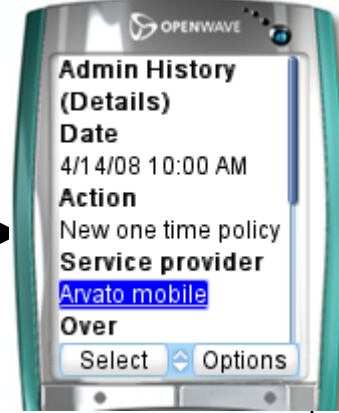 OPENWAVE
Admin History
(Details)
Date
4/14/08 10:00 AM
Action
New one time policy
Service provider
Arvato mobile
Over
Select Options